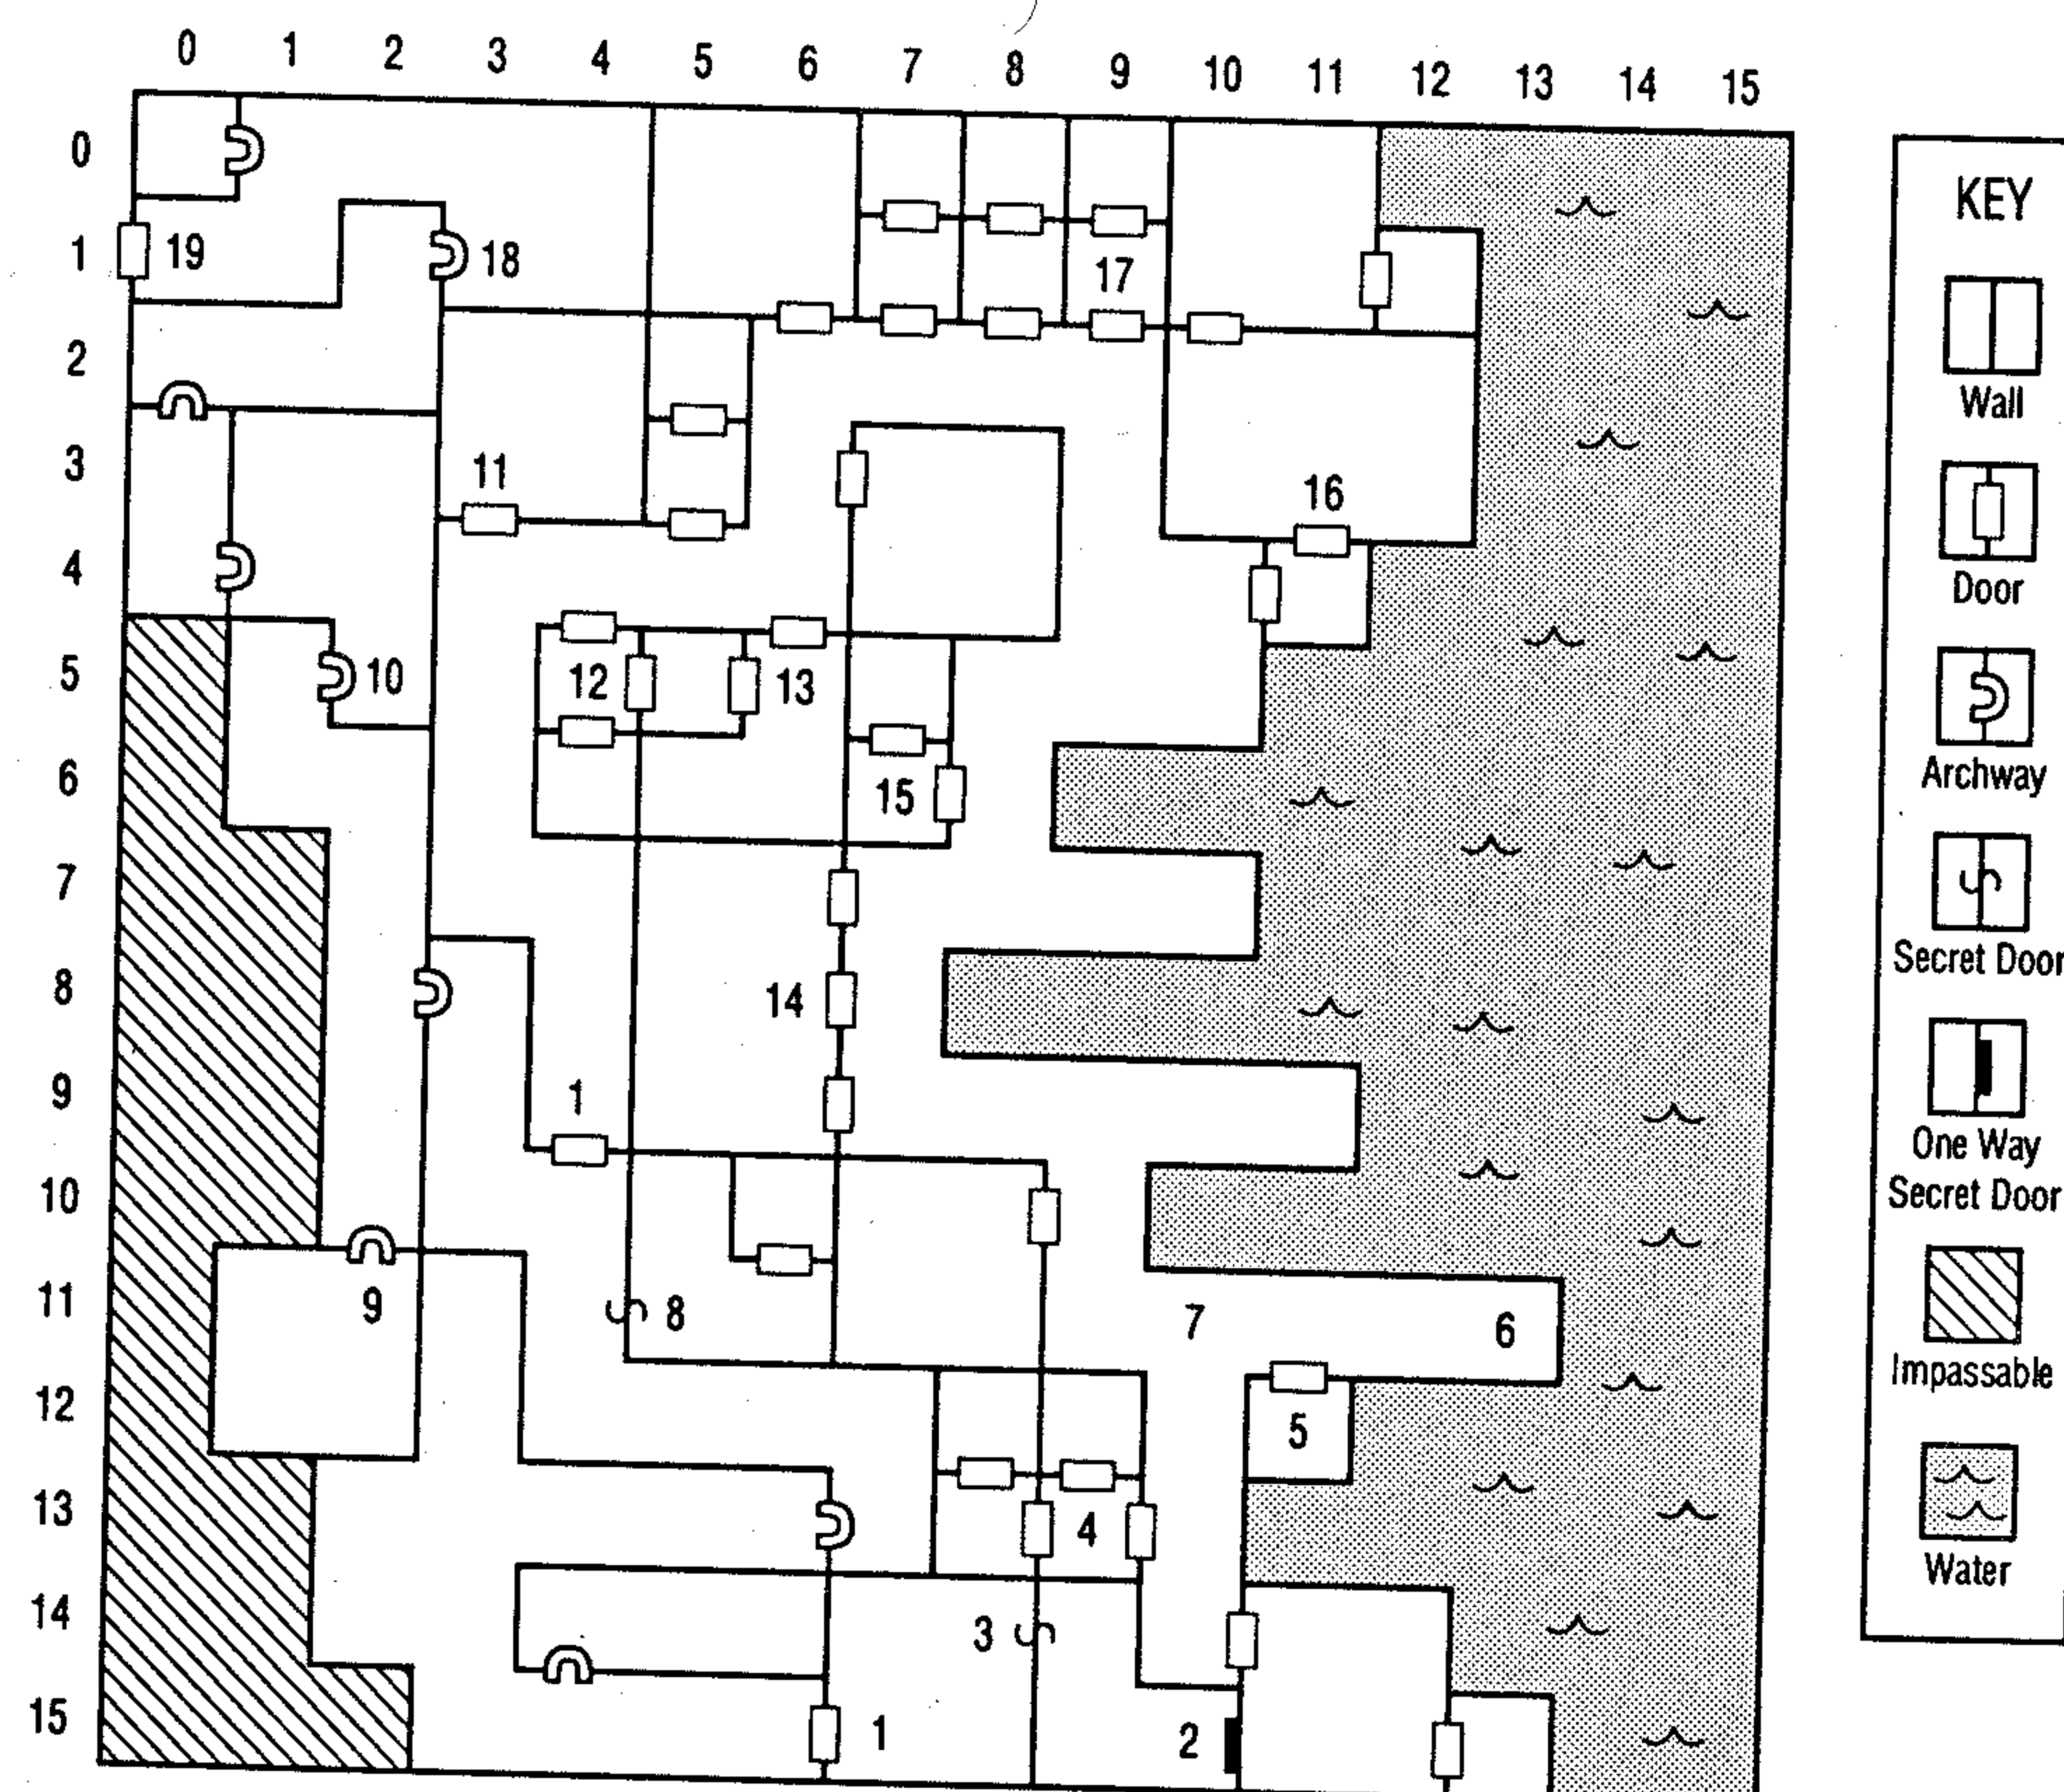 0 1 2 3 4 5 6 7 8 9 10 11 12 13 14 15
0
1 19 18
17
2
3 11
16
4
5 10 12 13
6 15
7
8 14
9 1
10
11 9 8 7 6
12 5
13 4
14 3
15 1 2
KEY
Wall
Door
Archway
Secret Door
One Way
Secret Door
Impassable
Water